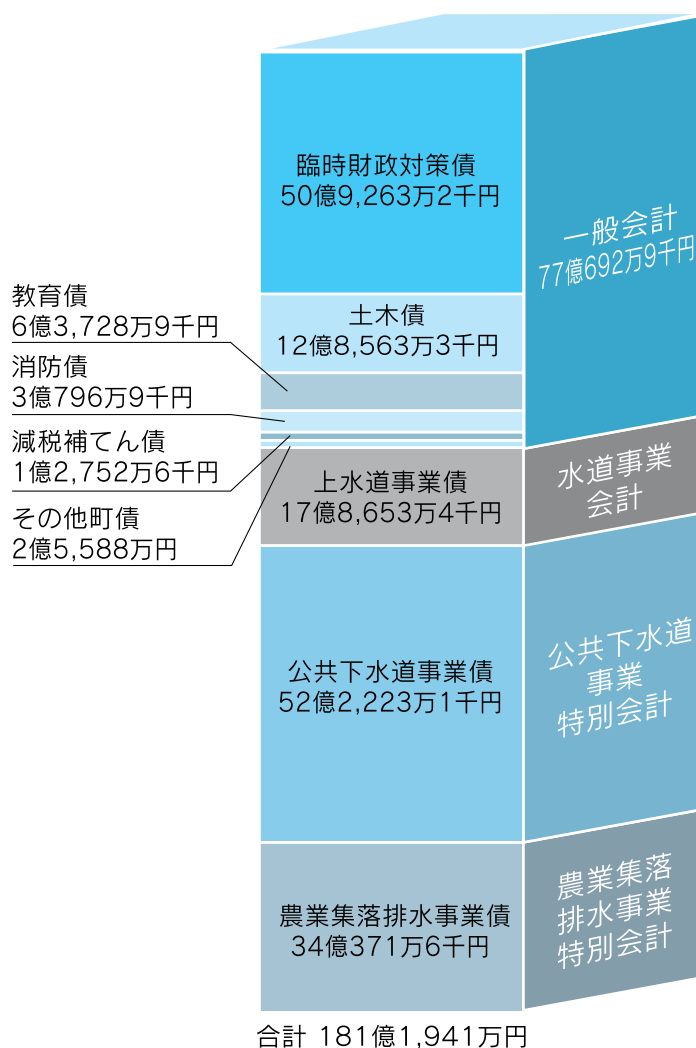 臨時財政対策債
50億9,263万2千円
一般会計
77億692万9千円
教育債
6億3,728万9千円
土木債
12億8,563万3千円
消防債
3億796万9千円
減税補てん債
1億2,752万6千円
その他町債
2億5,588万円
上水道事業債
17億8,653万4千円
水道事業
会計
公共下水道事業債
52億2,223万1千円
公共下水道
事業
特別会計
農業集落排水事業債
34億371万6千円
農業集落
排水事業
特別会計
合計 181億1,941万円